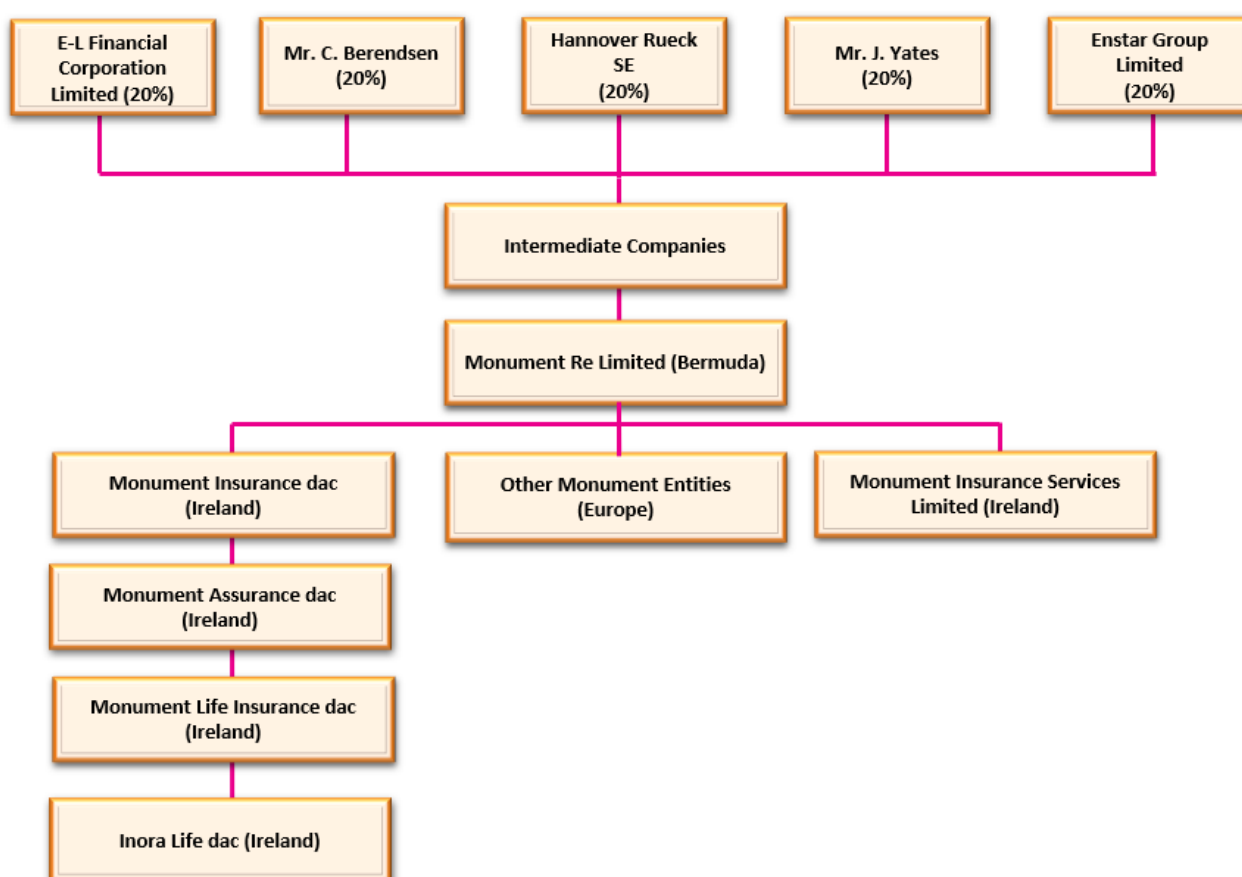 E-L Financial
Corporation
Limited (20%)
Mr. C. Berendsen
(20%)
Hannover Rueck
SE
(20%)
Mr. J. Yates
(20%)
Enstar Group
Limited
(20%)
Intermediate Companies
Monument Re Limited (Bermuda)
Monument Insurance dac
(Ireland)
Other Monument Entities
(Europe)
Monument Insurance Services
Limited (Ireland)
Monument Assurance dac
(Ireland)
Monument Life Insurance dac
(Ireland)
Inora Life dac (Ireland)